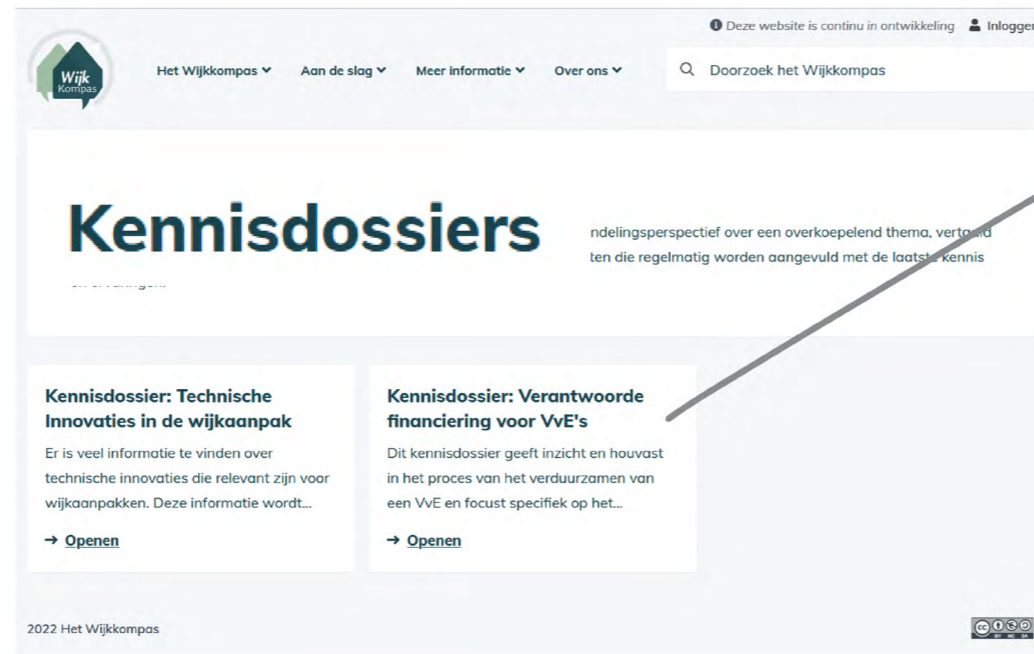 Deze website is continu in ontwikkeling Inloggen
Wijk
Kompas
Het Wijkkompas Aan de slag Meer informatie Over ons Doorzoek het Wijkkompas
Kennisdossiers
ndelingsperspectief over een overkoepelend thema, vertaald
ten die regelmatig worden aangevuld met de laatste kennis
Kennisdossier: Technische
Innovaties in de wijkaanpak
Er is veel informatie te vinden over
technische innovaties die relevant zijn voor
wijkaanpakken. Deze informatie wordt...
→ Openen
Kennisdossier: Verantwoorde
financiering voor VvE's
Dit kennisdossier geeft inzicht en houvast
in het proces van het verduurzamen van
een VvE en focust specifiek op het...
→ Openen
2022 Het Wijkkompas
CC
BY NC SA